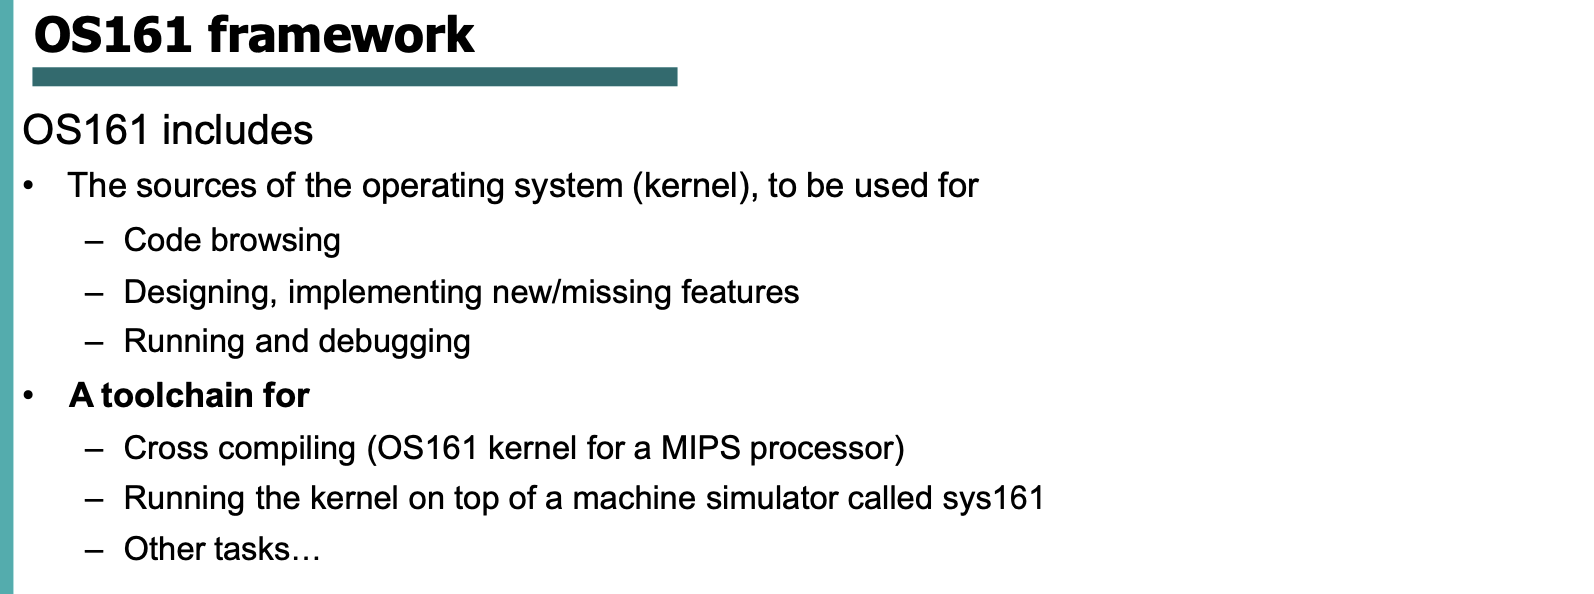 OS161 framework
OS161 includes
• The sources of the operating system (kernel), to be used for
– Code browsing
– Designing, implementing new/missing features
– Running and debugging
• A toolchain for
– Cross compiling (OS161 kernel for a MIPS processor)
– Running the kernel on top of a machine simulator called sys161
– Other tasks…